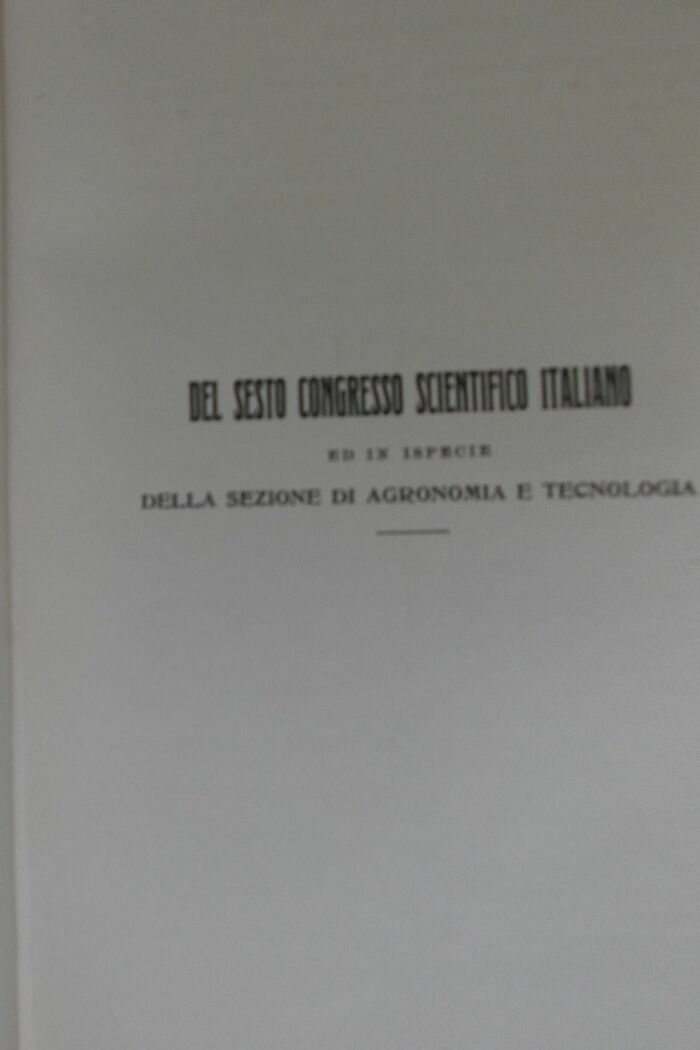 DEL SESTO CONGRESSO SCIENTIFICO ITALIANO
ED IN ISPECIE
DELLA SEZIONE DI AGRONOMIA E TECNOLOGIA